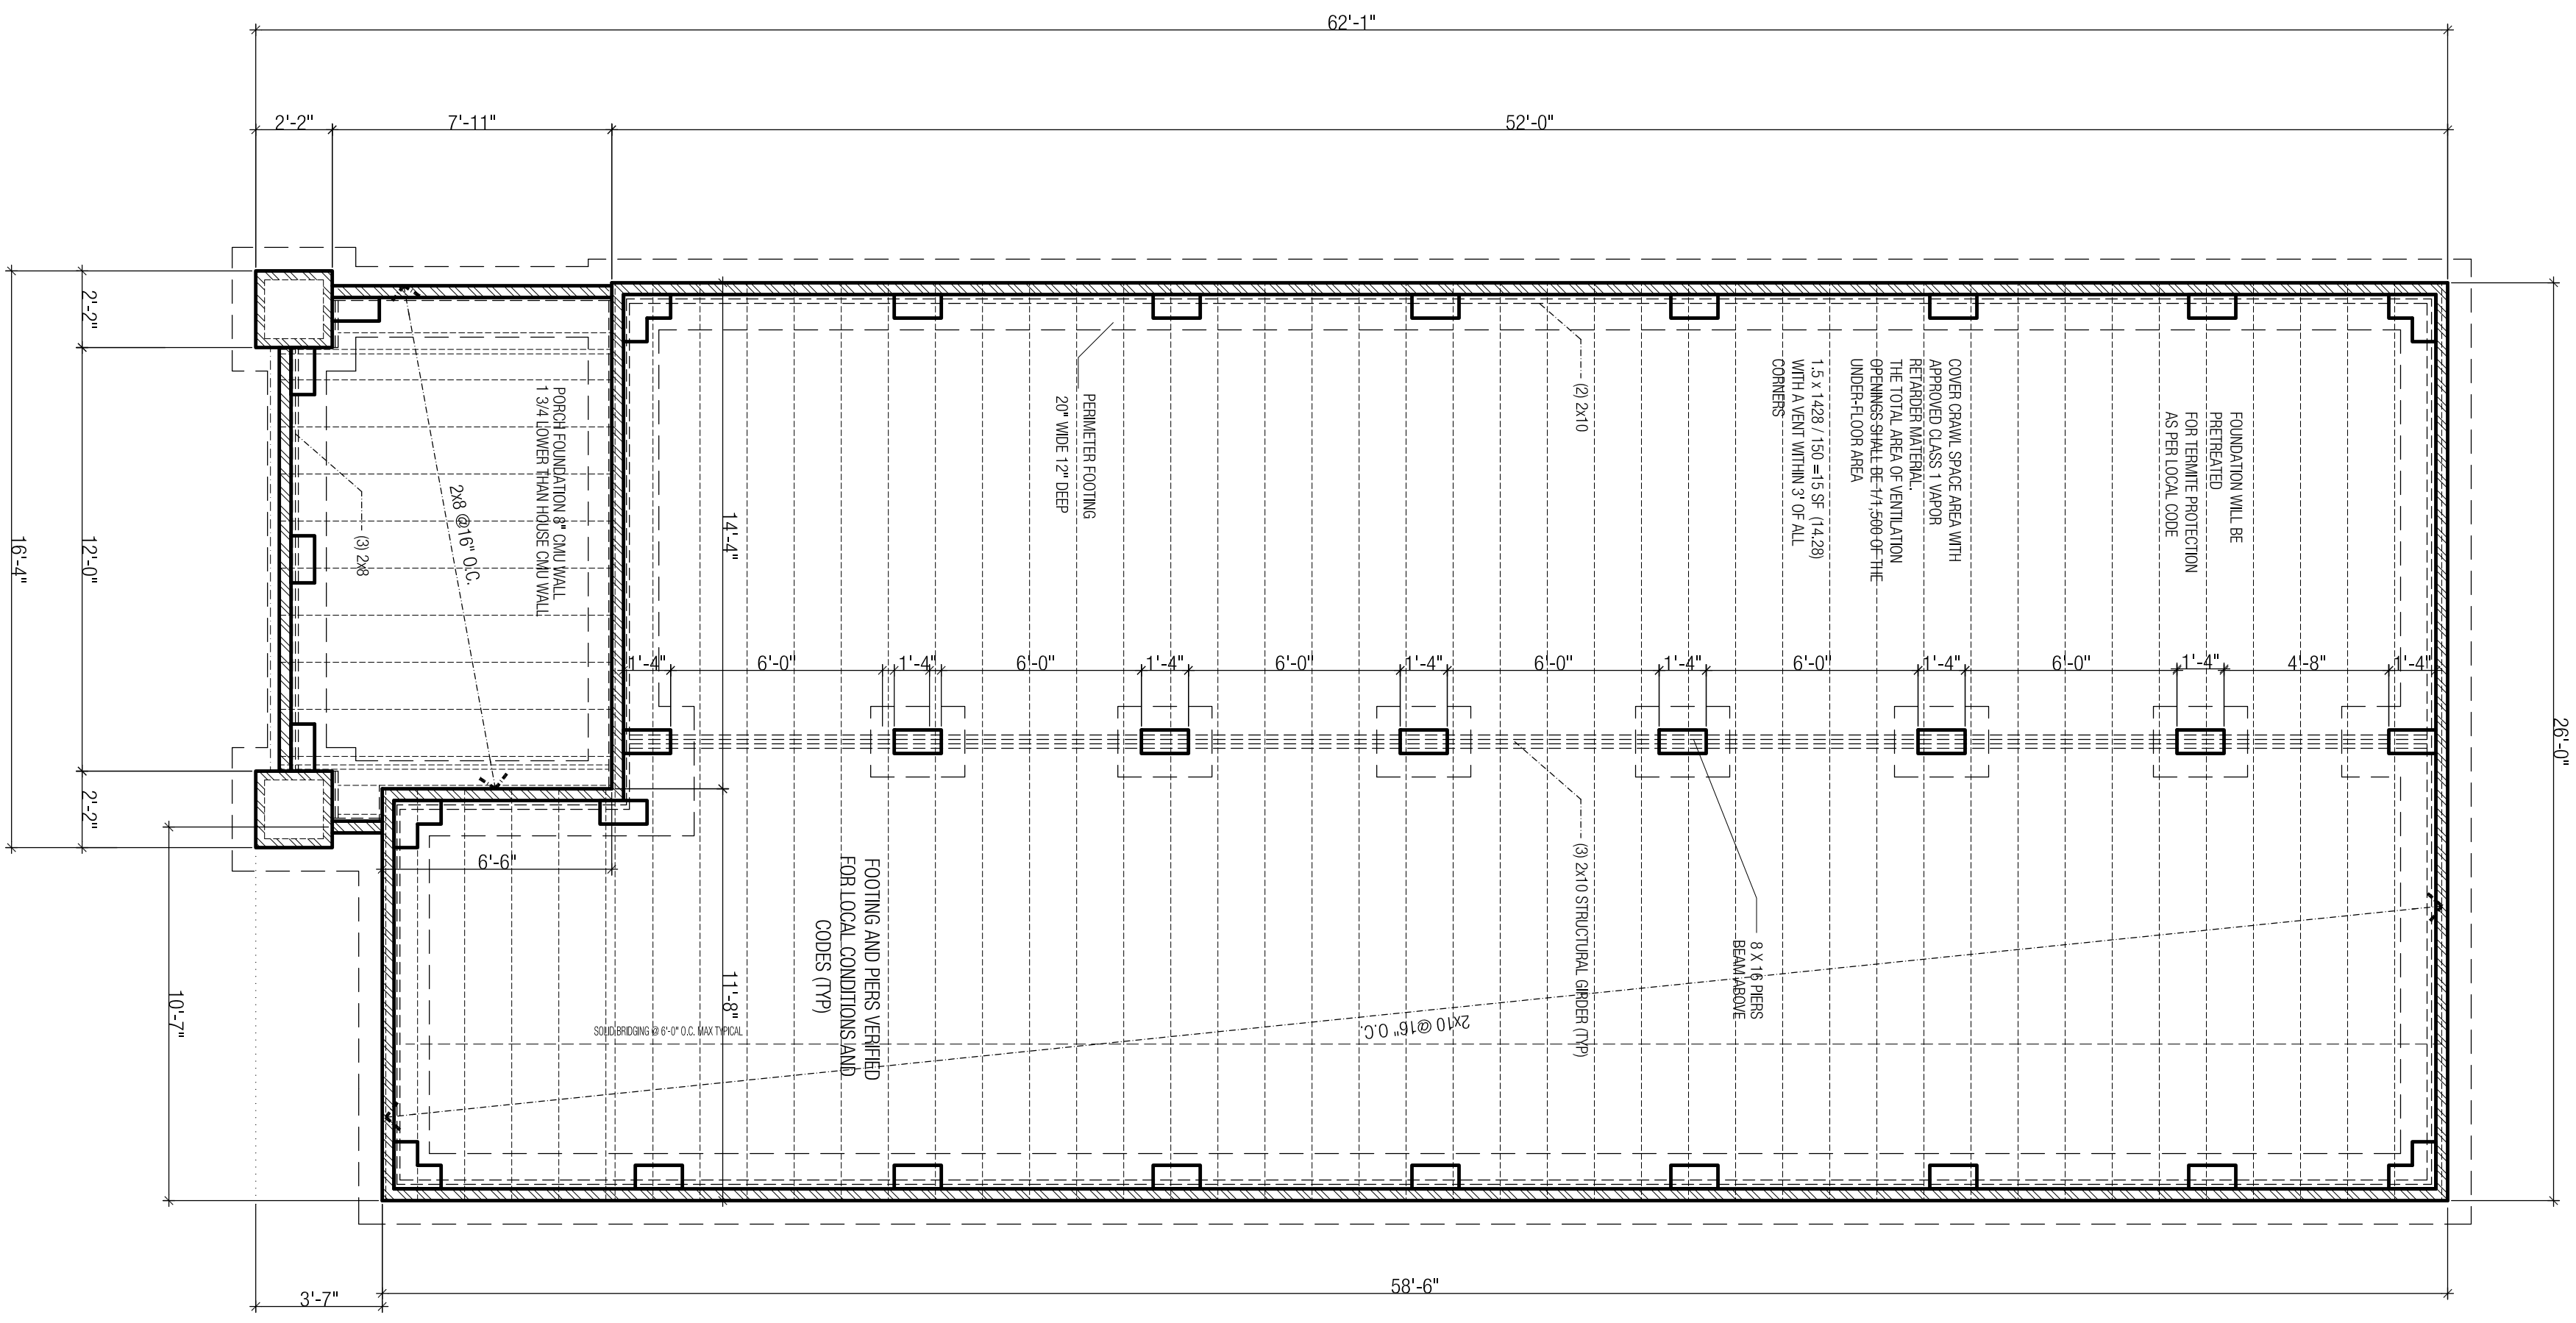 62'-1"
2'-2"
7'-11"
52'-0"
2'-2"
12'-0"
16'-4"
2'-2"
10'-7"
3'-7"
58'-6"
26'-0"
14'-4"
11'-8"
6'-6"
1'-4"
6'-0"
1'-4"
6'-0"
1'-4"
6'-0"
1'-4"
6'-0"
1'-4"
6'-0"
1'-4"
6'-0"
1'-4"
4'-8"
1'-4"
PORCH FOUNDATION 8" CMU WALL
1 3/4 LOWER THAN HOUSE CMU WALL
2x8 @16" O.C.
(3) 2x8
PERIMETER FOOTING
20" WIDE 12" DEEP
(2) 2x10
COVER CRAWL SPACE AREA WITH
APPROVED CLASS 1 VAPOR
RETARDER MATERIAL.
THE TOTAL AREA OF VENTILATION
OPENINGS SHALL BE 1/1,500 OF THE
UNDER-FLOOR AREA
1.5 x 1428 / 150 =15 SF (14.28)
WITH A VENT WITHIN 3' OF ALL
CORNERS
FOUNDATION WILL BE
PRETREATED
FOR TERMITE PROTECTION
AS PER LOCAL CODE
FOOTING AND PIERS VERIFIED
FOR LOCAL CONDITIONS AND
CODES (TYP)
SOLID BRIDGING @ 6'-0" O.C. MAX TYPICAL
2x10 @16" O.C.
(3) 2x10 STRUCTURAL GIRDER (TYP)
8 X 16 PIERS
BEAM ABOVE